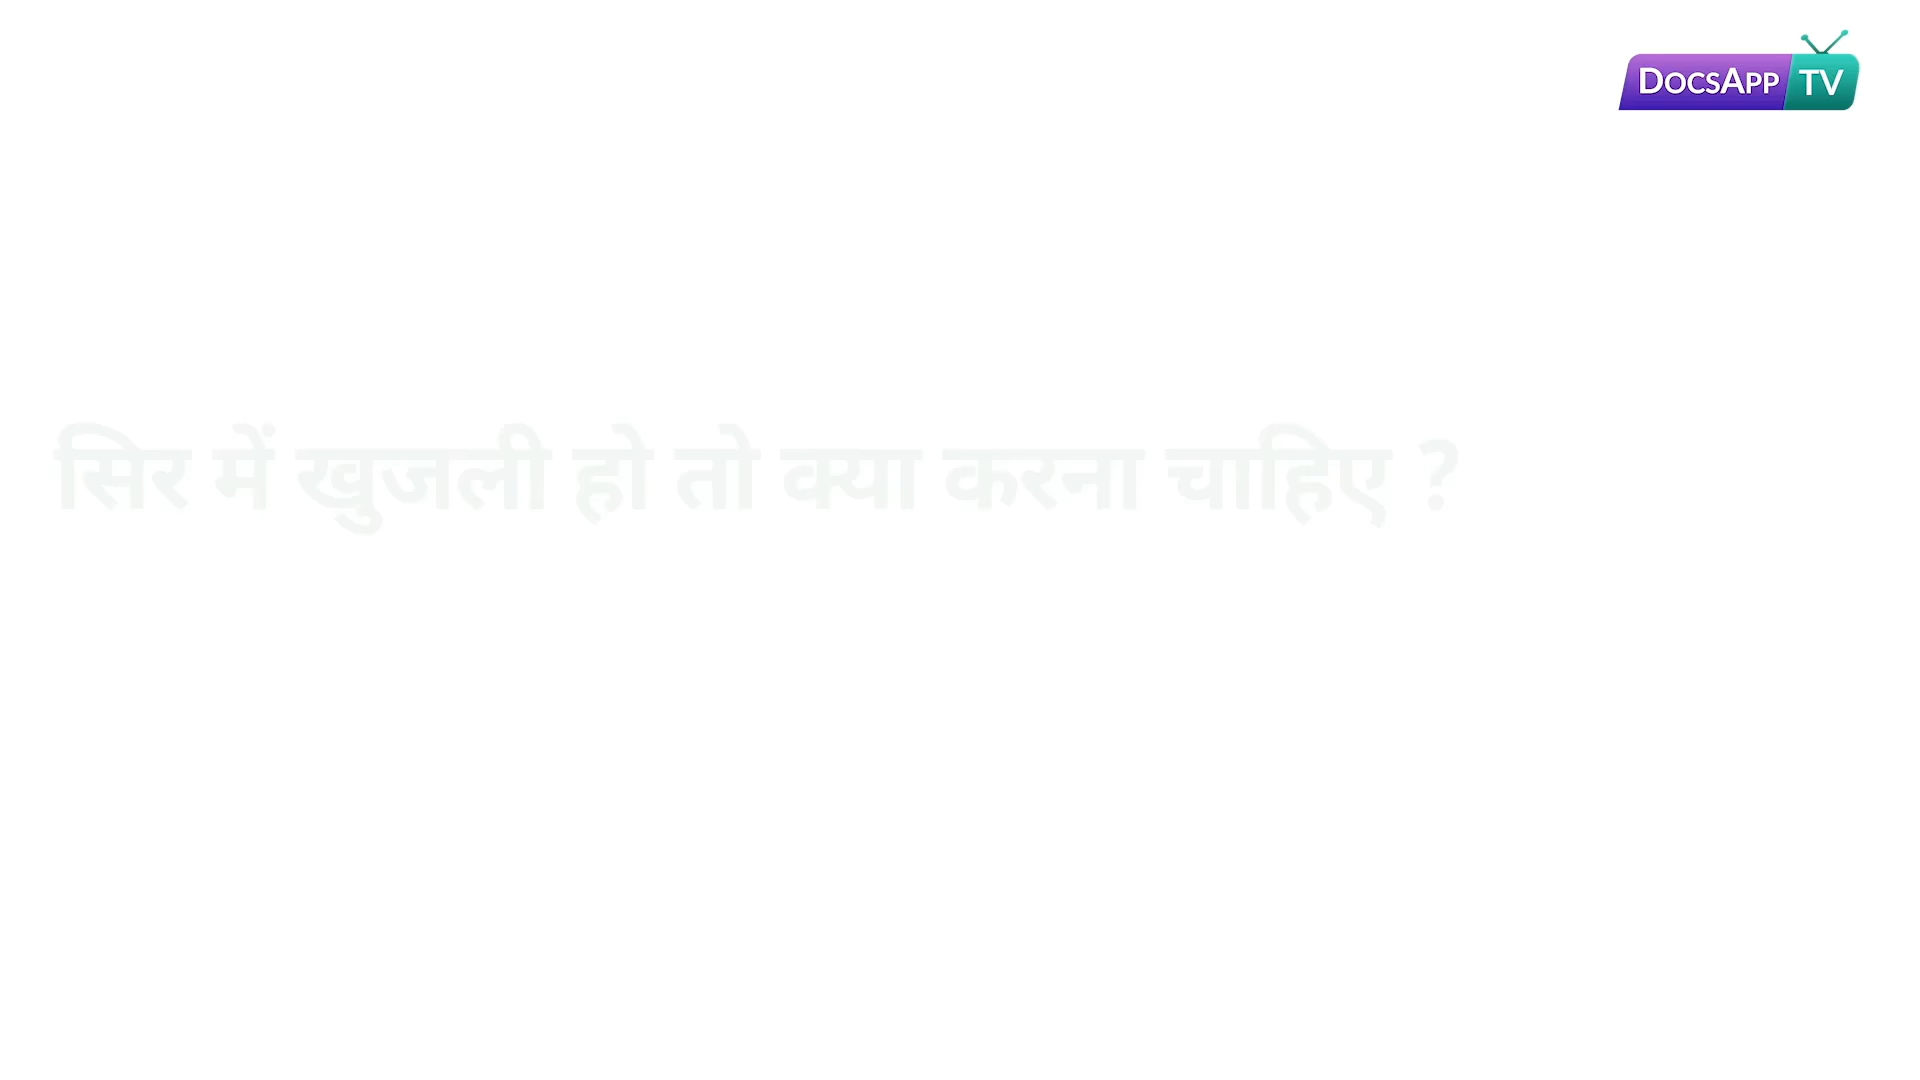 DOCSAPP TV
सिर में खुजली हो तो क्या करना चाहिए ?